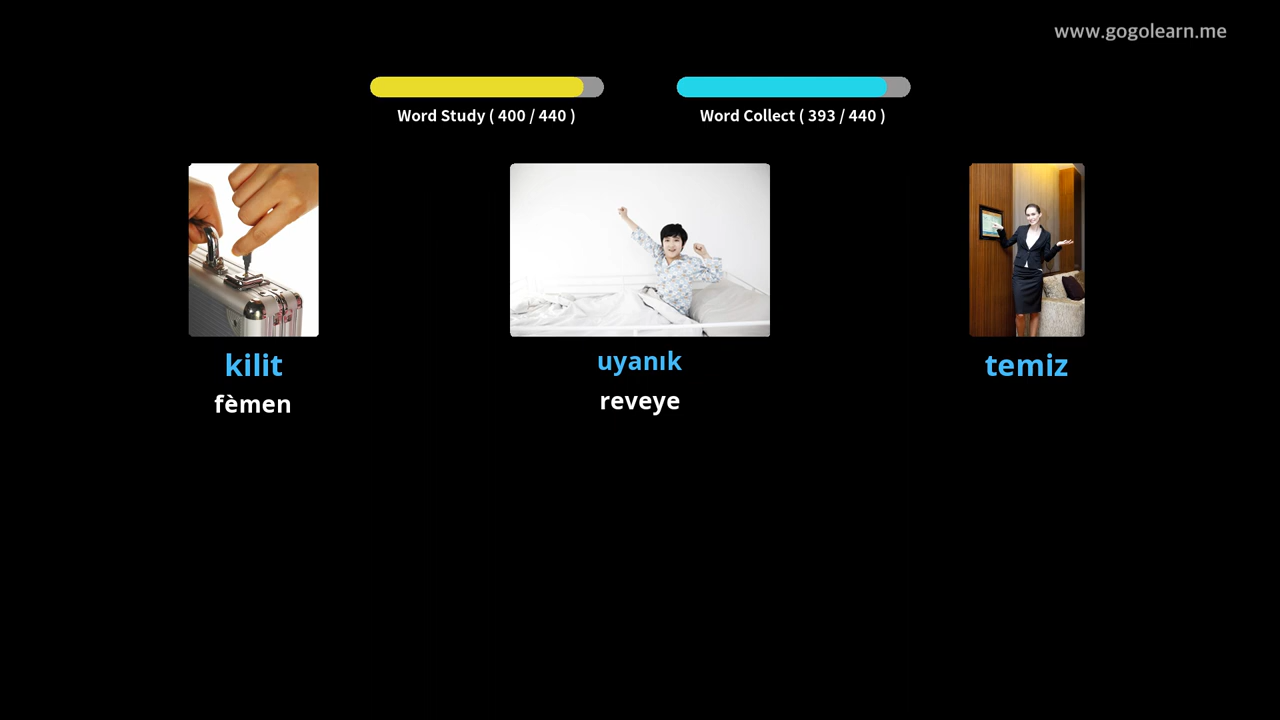 www.gogolearn.me
Word Study ( 400 / 440 )
Word Collect ( 393 / 440 )
kilit
fèmen
uyanık
reveye
temiz